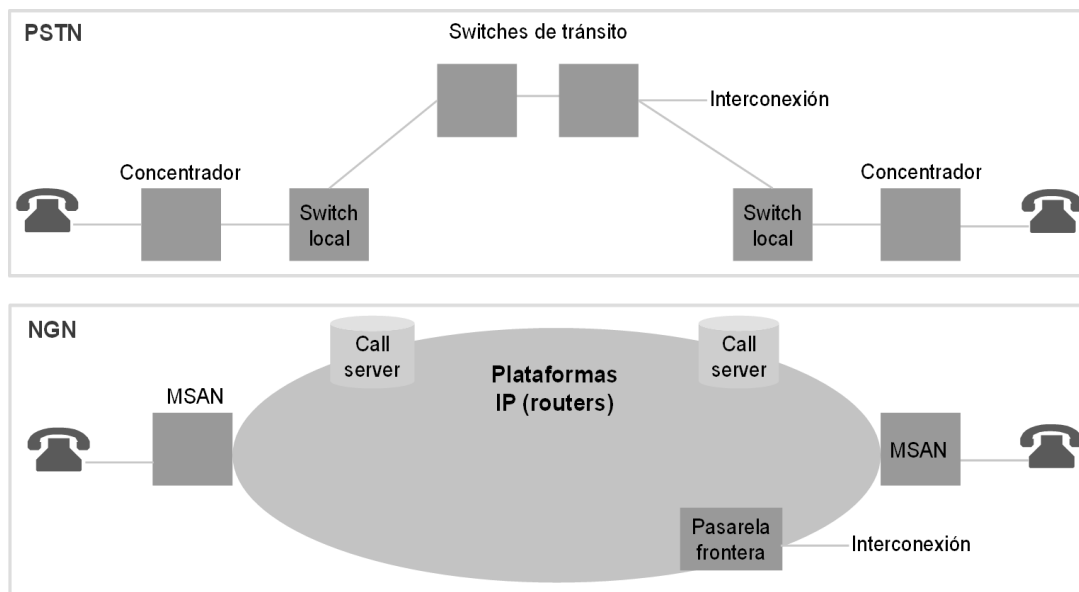 PSTN
Switches de tránsito
Interconexión
Concentrador
Concentrador
Switch
local
Switch
local
NGN
Call
server
Call
server
Plataformas
IP (routers)
MSAN
MSAN
Pasarela
frontera
Interconexión